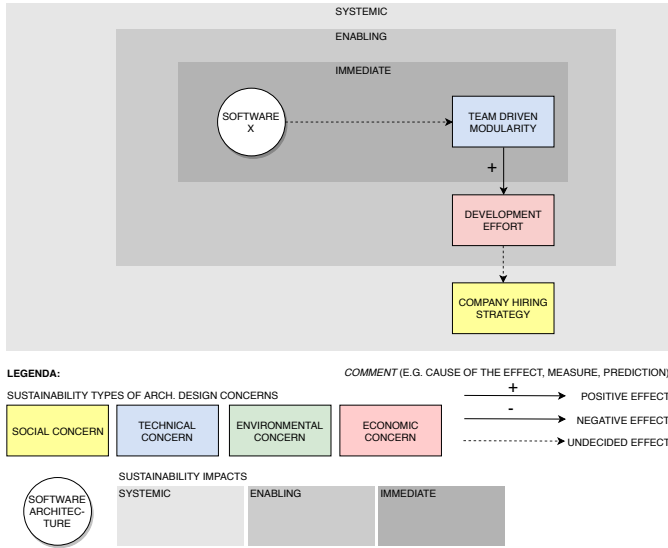 SYSTEMIC
ENABLING
IMMEDIATE
SOFTWARE
X
TEAM DRIVEN
MODULARITY
+
DEVELOPMENT
EFFORT
COMPANY HIRING
STRATEGY
LEGENDA:
COMMENT (E.G. CAUSE OF THE EFFECT, MEASURE, PREDICTION)
SUSTAINABILITY TYPES OF ARCH. DESIGN CONCERNS
SOCIAL CONCERN
TECHNICAL
CONCERN
ENVIRONMENTAL
CONCERN
ECONOMIC
CONCERN
+
POSITIVE EFFECT
-
NEGATIVE EFFECT
UNDECIDED EFFECT
SOFTWARE
ARCHITEC-
TURE
SUSTAINABILITY IMPACTS
SYSTEMIC
ENABLING
IMMEDIATE